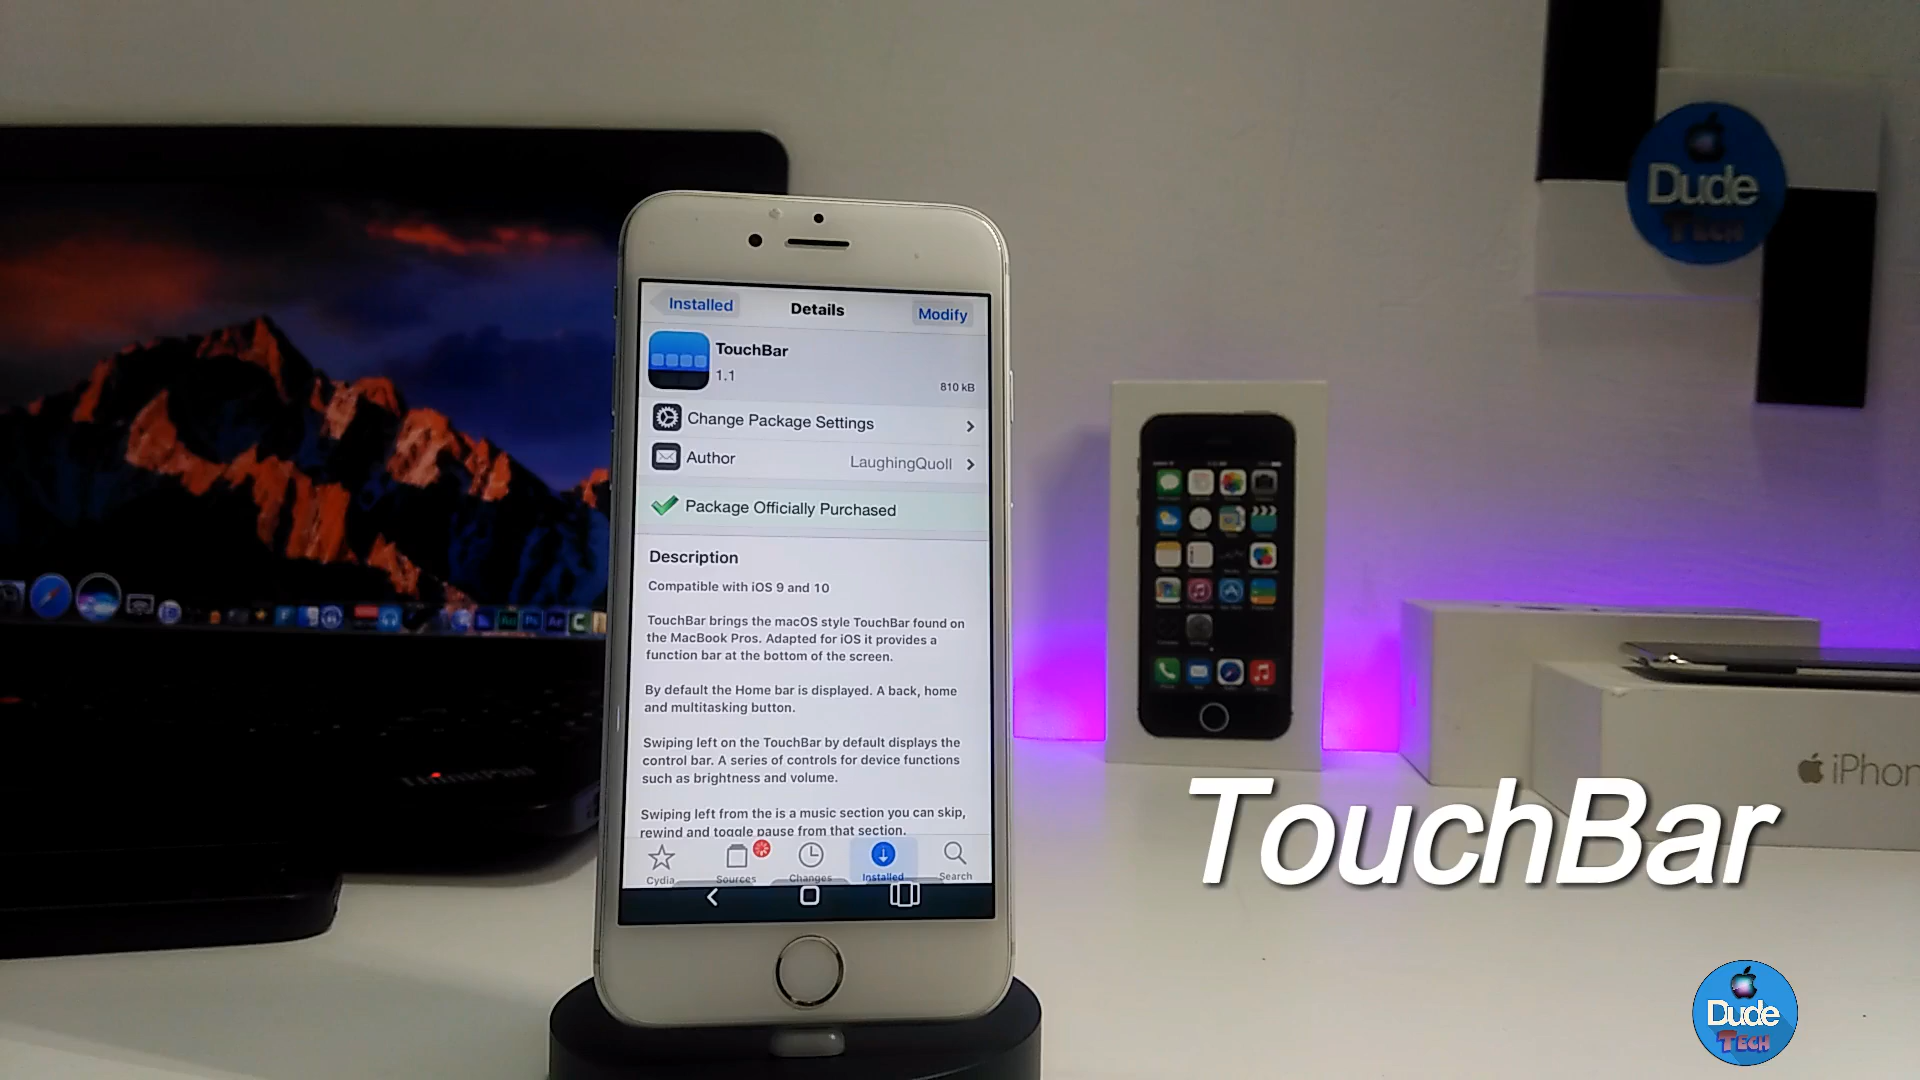 Dude
TECH
Installed
Details
Modify
TouchBar
1.1
810 kB
Change Package Settings
Author
LaughingQuoll
Package Officially Purchased
Description
Compatible with iOS 9 and 10
TouchBar brings the macOS style TouchBar found on
the MacBook Pros. Adapted for iOS it provides a
function bar at the bottom of the screen.
By default the Home bar is displayed. A back, home
and multitasking button.
Swiping left on the TouchBar by default displays the
control bar. A series of controls for device functions
such as brightness and volume.
Swiping left from the is a music section you can skip,
rewind and toggle pause from that section.
Cydia
Sources
Changes
Installed
Search
ThinkPad
iPhon
TouchBar
Dude
TECH